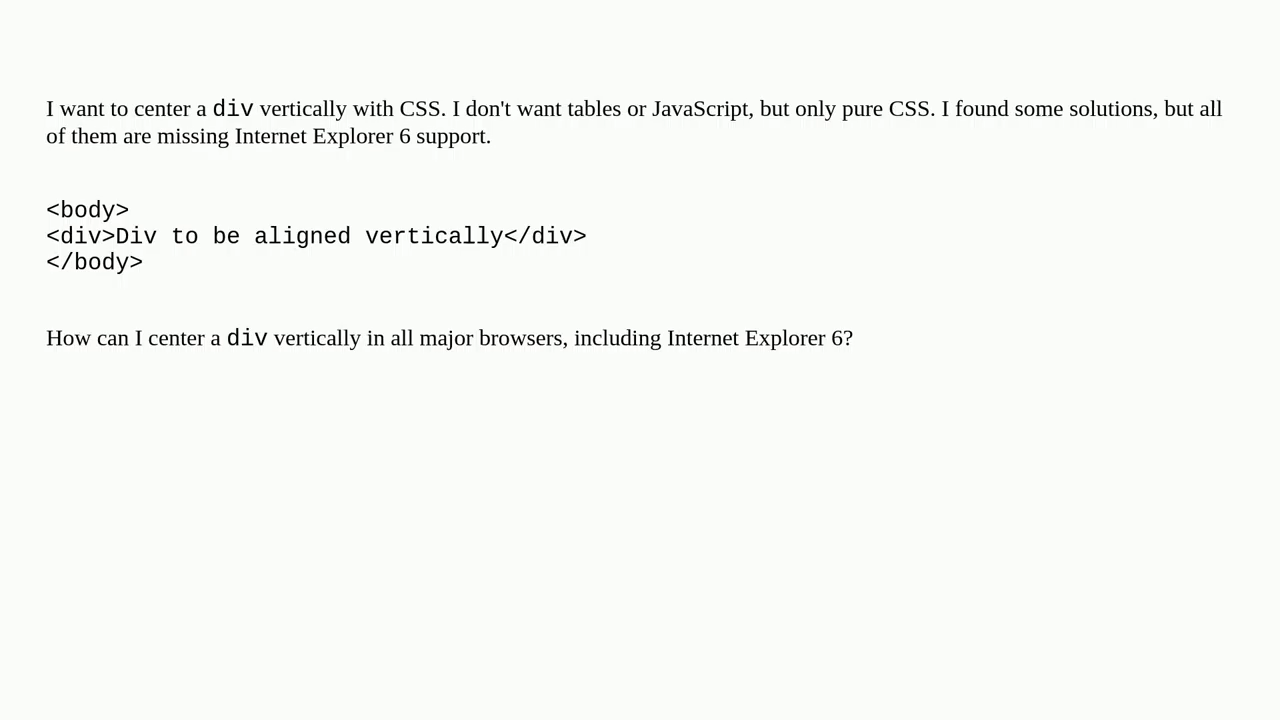 I want to center a div vertically with CSS. I don't want tables or JavaScript, but only pure CSS. I found some solutions, but all
of them are missing Internet Explorer 6 support.
<body>
<div>Div to be aligned vertically</div>
</body>
How can I center a div vertically in all major browsers, including Internet Explorer 6?